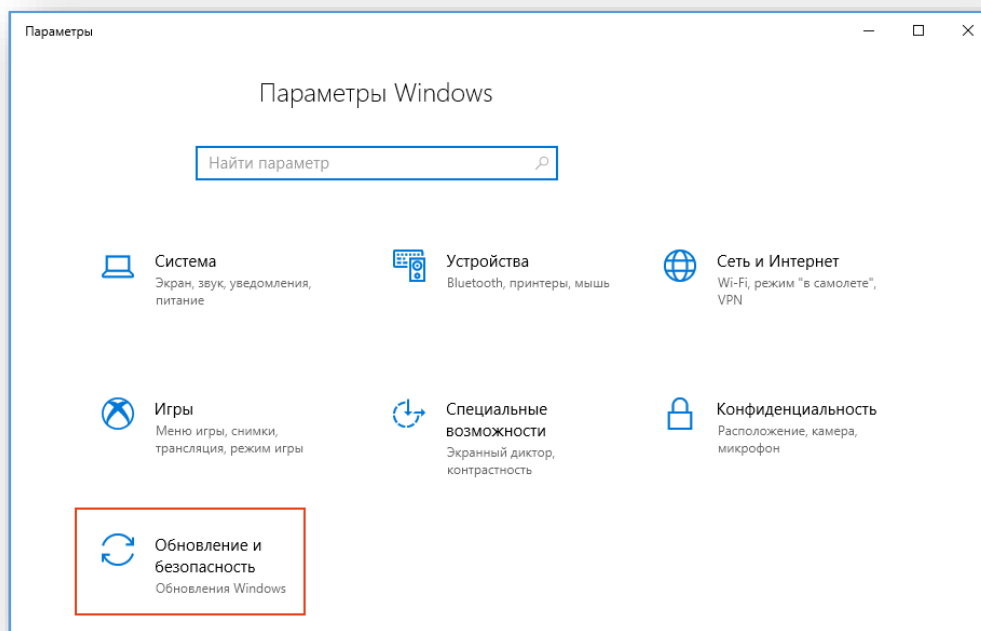 Параметры
Параметры Windows
Найти параметр
Система
Экран, звук, уведомления,
питание
Устройства
Bluetooth, принтеры, мышь
Сеть и Интернет
Wi-Fi, режим "в самолете",
VPN
Игры
Меню игры, снимки,
трансляция, режим игры
Специальные
возможности
Экранный диктор,
контрастность
Конфиденциальность
Расположение, камера,
микрофон
Обновление и
безопасность
Обновления Windows